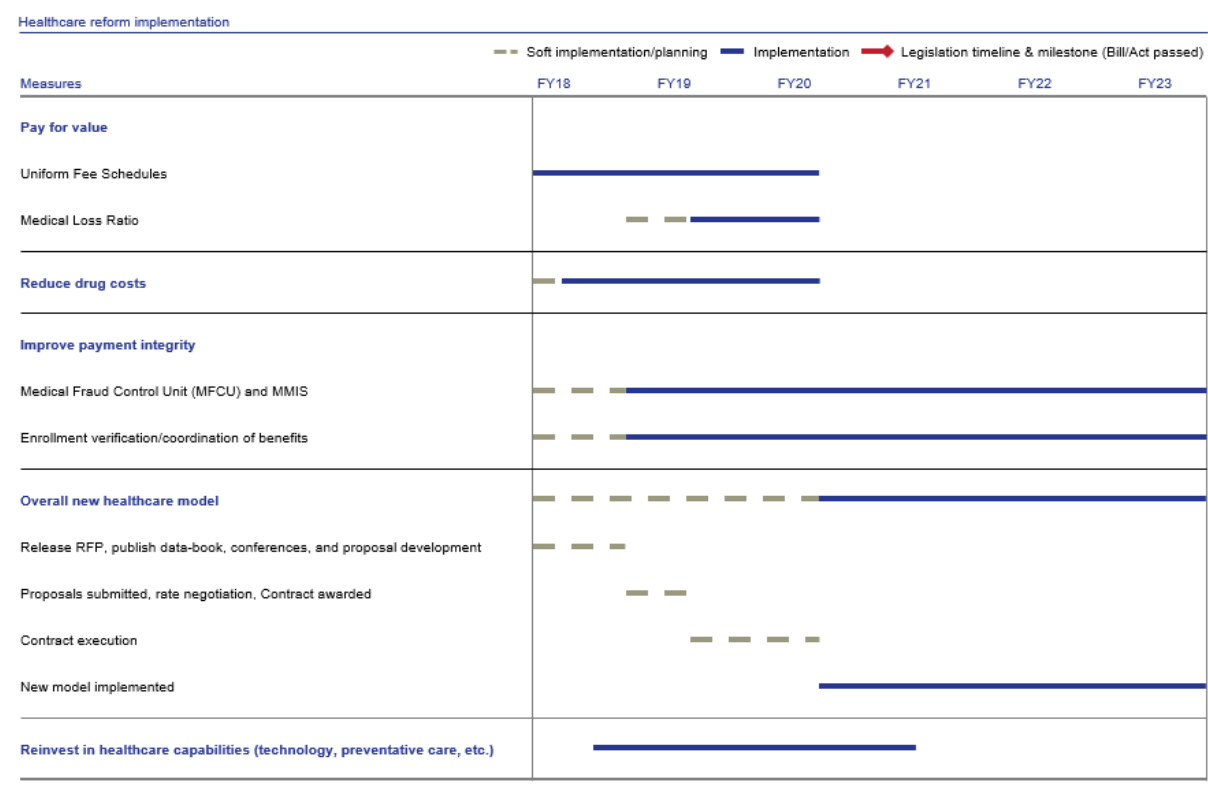 Healthcare reform implementation
Soft implementation/planning Implementation Legislation timeline & milestone (Bill/Act passed)
Measures FY18 FY19 FY20 FY21 FY22 FY23
Pay for value
Uniform Fee Schedules
Medical Loss Ratio
Reduce drug costs
Improve payment integrity
Medical Fraud Control Unit (MFCU) and MMIS
Enrollment verification/coordination of benefits
Overall new healthcare model
Release RFP, publish data-book, conferences, and proposal development
Proposals submitted, rate negotiation, Contract awarded
Contract execution
New model implemented
Reinvest in healthcare capabilities (technology, preventative care, etc.)